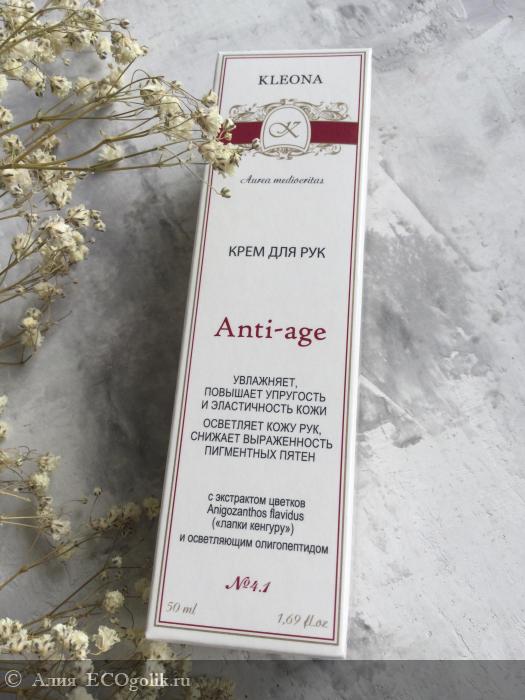 KLEONA
K
Aurea mediocritas
КРЕМ ДЛЯ РУК
Anti-age
УВЛАЖНЯЕТ,
ПОВЫШАЕТ УПРУГОСТЬ
И ЭЛАСТИЧНОСТЬ КОЖИ
ОСВЕТЛЯЕТ КОЖУ РУК,
СНИЖАЕТ ВЫРАЖЕННОСТЬ
ПИГМЕНТНЫХ ПЯТЕН
с экстрактом цветков
Anigozanthos flavidus
(«лапки кенгуру»)
и осветляющим олигопептидом
№4.1
50 ml 1,69 fl.oz
© Алия ECOgolik.ru